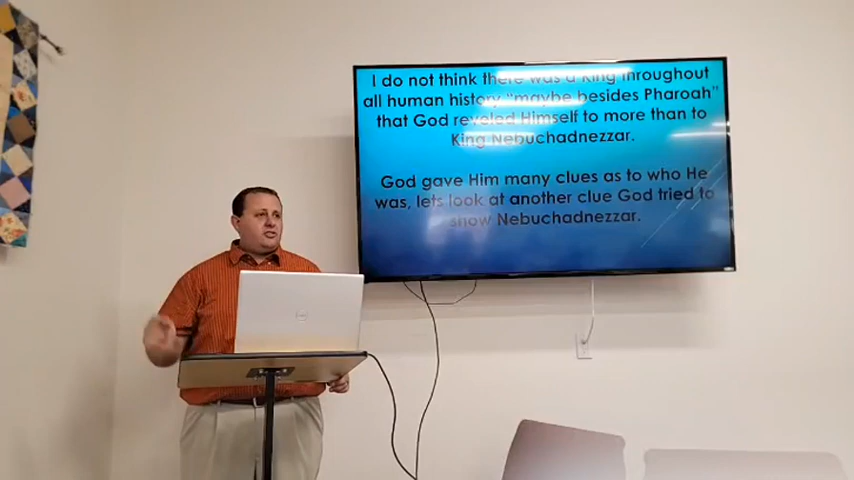 I do NOT think there was a King throughout
all human history "maybe besides Pharoah"
that God reveled Himself to more than to
King Nebuchadnezzar.
God gave Him many clues as to who He
was, lets look at another clue God tried to
show Nebuchadnezzar.
DELL